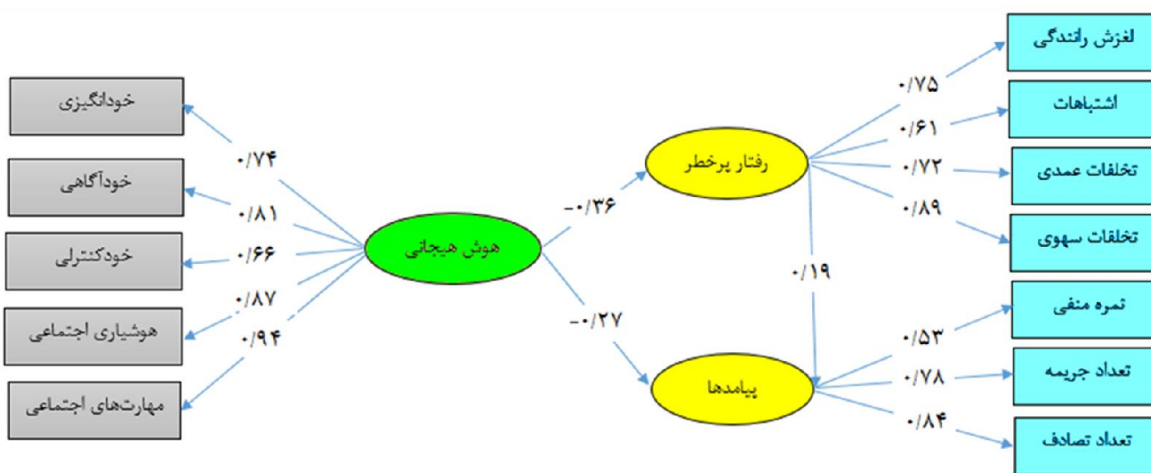 لغزش رانندگی
اشتباهات
تخلفات عمدی
تخلفات سهوی
نمره منفی
تعداد جریمه
تعداد تصادف
۰/۷۵
۰/۶۱
۰/۷۲
۰/۸۹
۰/۵۳
۰/۷۸
۰/۸۴
رفتار پرخطر
۰/۱۹
پیامدها
-۰/۳۶
-۰/۲۷
هوش هیجانی
۰/۷۴
۰/۸۱
۰/۶۶
۰/۸۷
۰/۹۴
خودانگیزی
خودآگاهی
خودکنترلی
هوشیاری اجتماعی
مهارت‌های اجتماعی